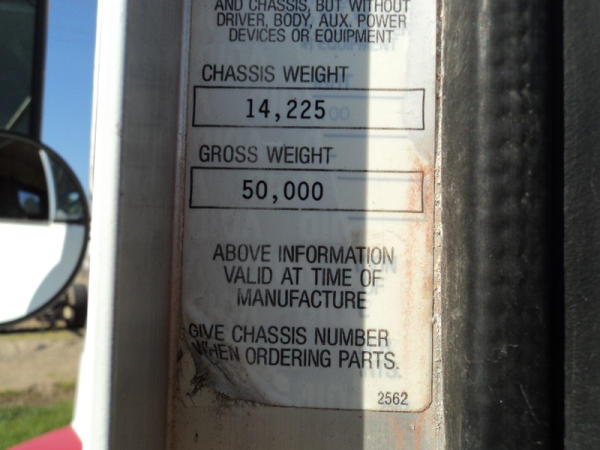 AND CHASSIS, BUT WITHOUT
DRIVER, BODY, AUX. POWER
DEVICES OR EQUIPMENT
CHASSIS WEIGHT
14,225
GROSS WEIGHT
50,000
ABOVE INFORMATION
VALID AT TIME OF
MANUFACTURE
GIVE CHASSIS NUMBER
WHEN ORDERING PARTS.
2562